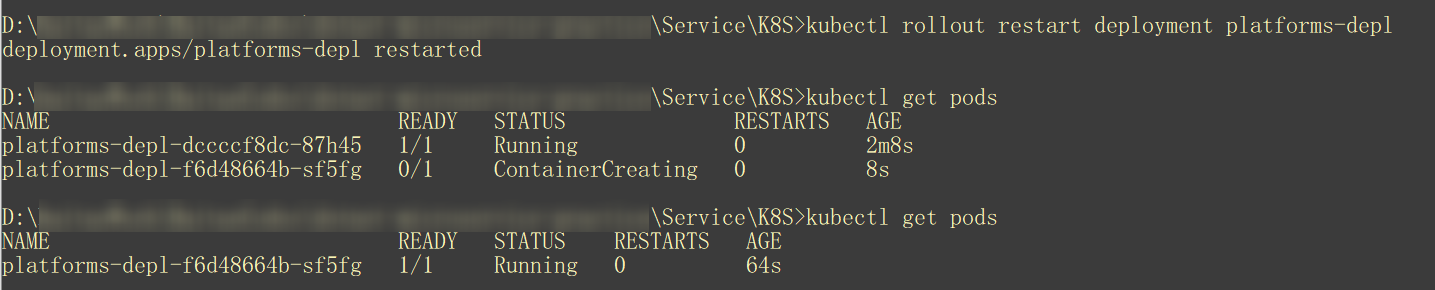 D:\ \Service\K8S>kubectl rollout restart deployment platforms-depl
deployment.apps/platforms-depl restarted
D:\ \Service\K8S>kubectl get pods
NAME READY STATUS RESTARTS AGE
platforms-depl-dccccf8dc-87h45 1/1 Running 0 2m8s
platforms-depl-f6d48664b-sf5fg 0/1 ContainerCreating 0 8s
D:\ \Service\K8S>kubectl get pods
NAME READY STATUS RESTARTS AGE
platforms-depl-f6d48664b-sf5fg 1/1 Running 0 64s